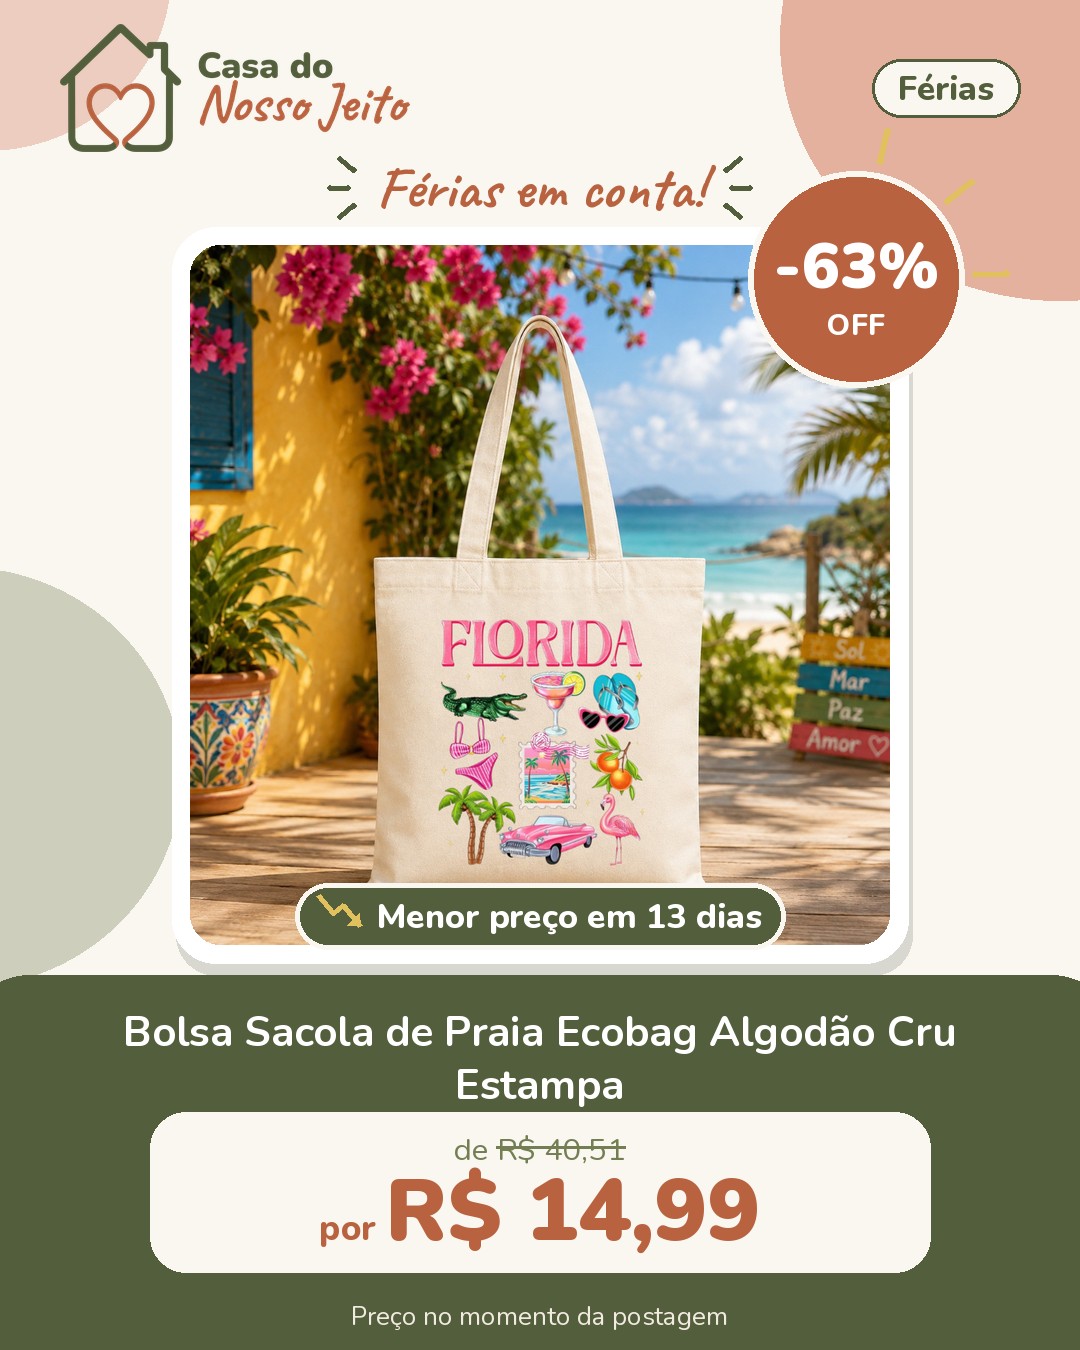 Casa do
Nosso Jeito
Férias
Férias em conta!
-63%
OFF
FLORIDA
Sol
Mar
Paz
Amor ♡
Menor preço em 13 dias
Bolsa Sacola de Praia Ecobag Algodão Cru
Estampa
de R$ 40,51
por R$ 14,99
Preço no momento da postagem